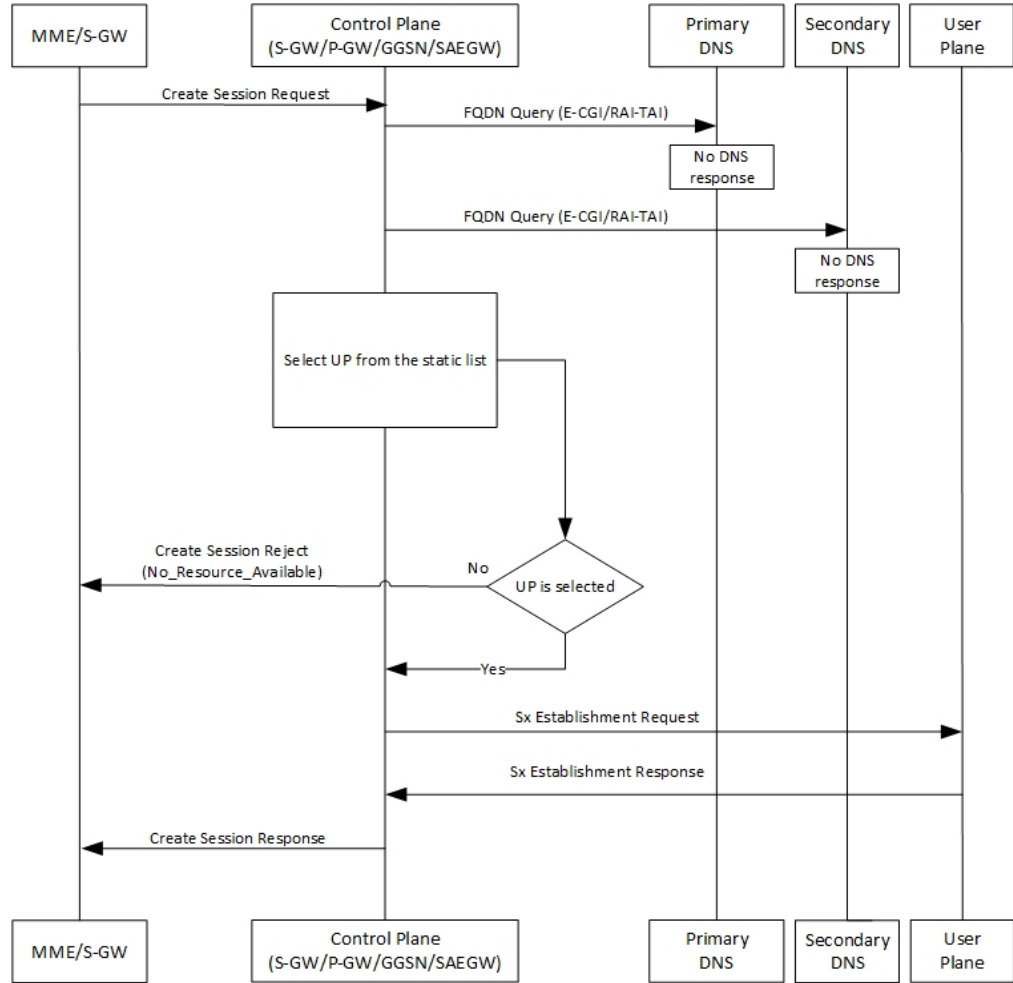 MME/S-GW
Control Plane
(S-GW/P-GW/GGSN/SAEGW)
Primary
DNS
Secondary
DNS
User
Plane
Create Session Request
FQDN Query (E-CGI/RAI-TAI)
No DNS
response
FQDN Query (E-CGI/RAI-TAI)
No DNS
response
Select UP from the static list
Create Session Reject
(No_Resource_Available)
No
UP is selected
Yes
Sx Establishment Request
Sx Establishment Response
Create Session Response
MME/S-GW
Control Plane
(S-GW/P-GW/GGSN/SAEGW)
Primary
DNS
Secondary
DNS
User
Plane